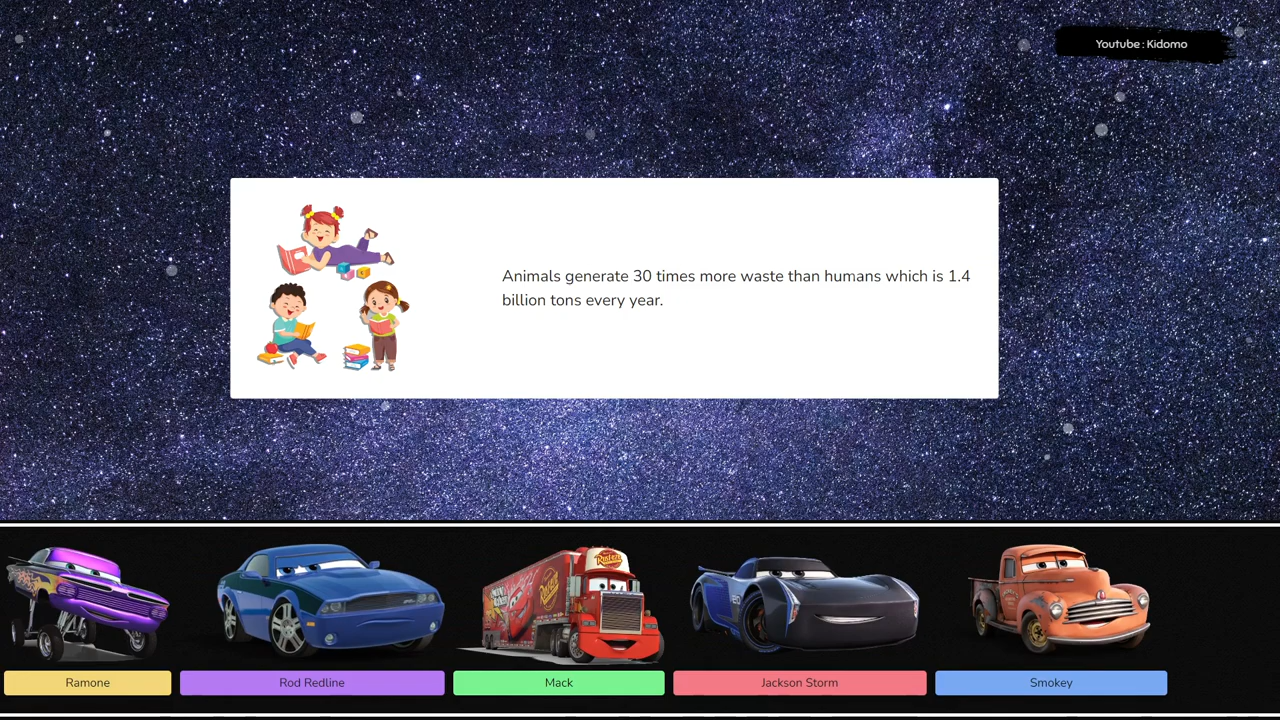 Youtube : Kidomo
Animals generate 30 times more waste than humans which is 1.4
billion tons every year.
Ramone
Rod Redline
Mack
Jackson Storm
Smokey